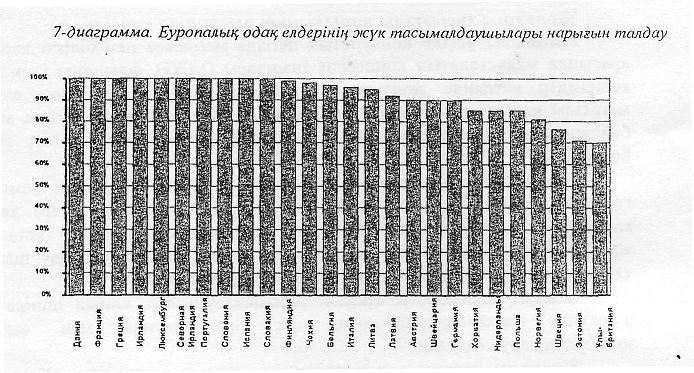 7-диаграмма. Еуропалық одақ елдерінің жүк тасымалдаушылары нарығын талдау
100%
90%
80%
70%
60%
50%
40%
30%
20%
10%
0%
Дания
Франция
Греция
Ирландия
Люксембург
Северная
Ирландия
Португалия
Словения
Испания
Словакия
Финляндия
Чехия
Бельгия
Италия
Литва
Латвия
Австрия
Швейцария
Германия
Хорватия
Нидерланды
Польша
Норвегия
Швеция
Эстония
Ұлы-
Британия